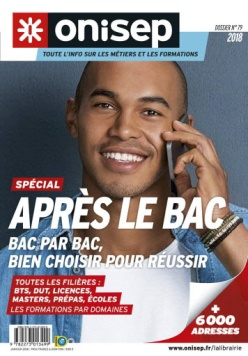 onisep
TOUTE L'INFO SUR LES MÉTIERS ET LES FORMATIONS
DOSSIER N° 79
2018
SPÉCIAL
APRÈS LE BAC
BAC PAR BAC,
BIEN CHOISIR POUR RÉUSSIR
TOUTES LES FILIÈRES :
BTS, DUT, LICENCES,
MASTERS, PRÉPAS, ÉCOLES
LES FORMATIONS PAR DOMAINES
+
6000
ADRESSES
www.onisep.fr/lalibrairie